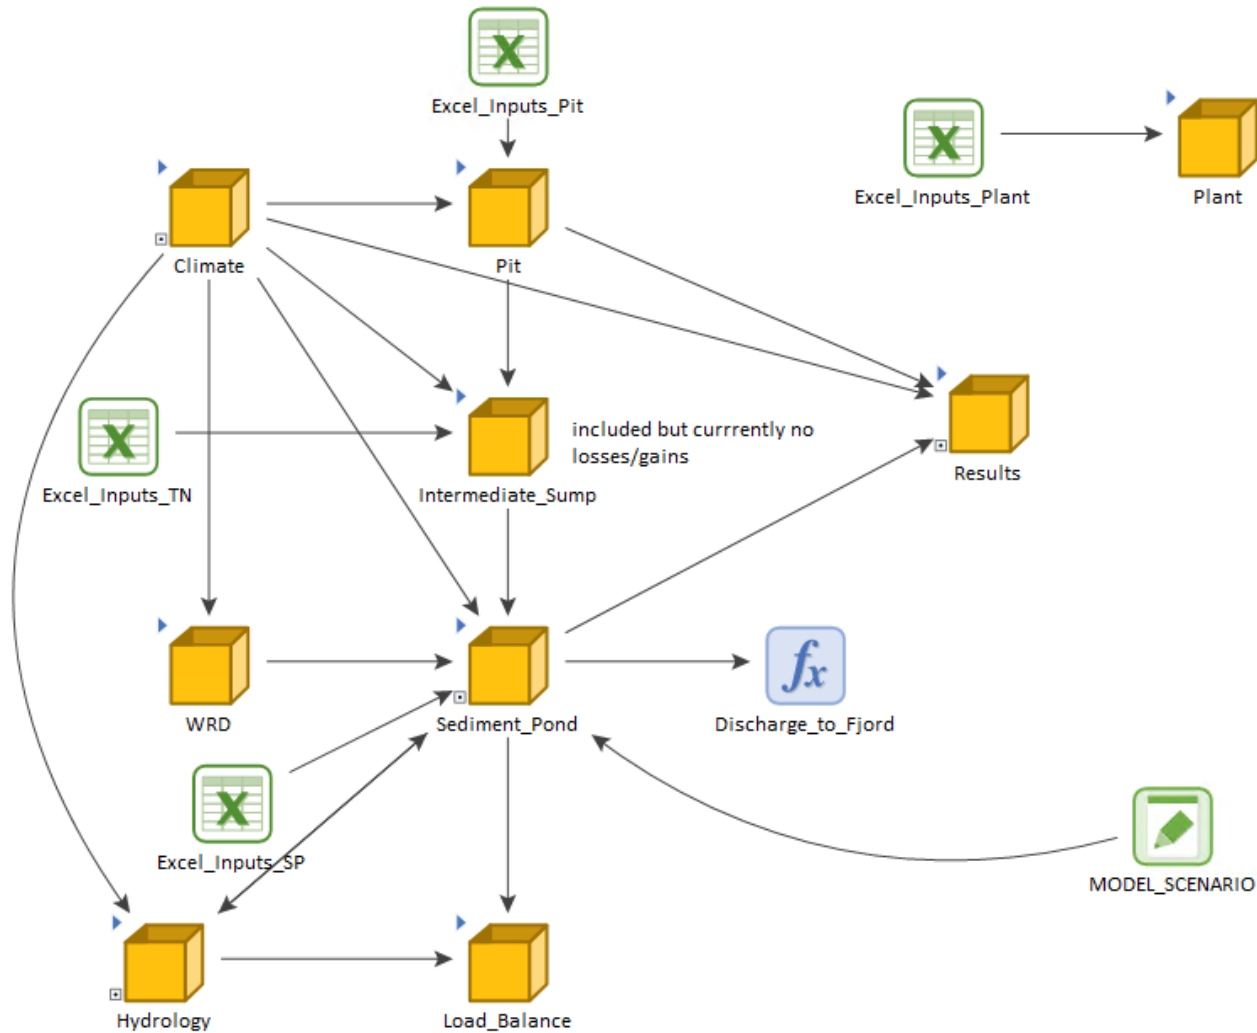 Excel_Inputs_Pit
Excel_Inputs_Plant
Plant
Climate
Pit
Excel_Inputs_TN
included but currrently no
losses/gains
Intermediate_Sump
Results
WRD
Sediment_Pond
Discharge_to_Fjord
Excel_Inputs_SP
MODEL_SCENARIO
Hydrology
Load_Balance